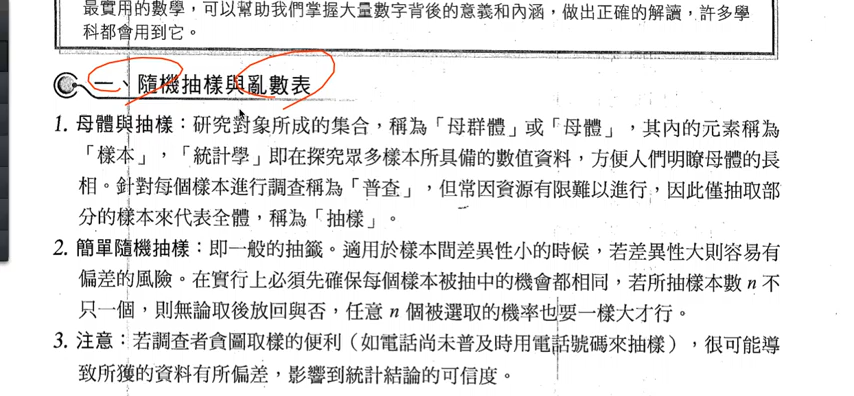 最實用的數學，可以幫助我們掌握大量數字背後的意義和內涵，做出正確的解讀，許多學
科都會用到它。
一、隨機抽樣與亂數表
1. 母體與抽樣：研究對象所成的集合，稱為「母群體」或「母體」，其內的元素稱為
「樣本」，「統計學」即在探究眾多樣本所具備的數值資料，方便人們明瞭母體的長
相。針對每個樣本進行調查稱為「普查」，但常因資源有限難以進行，因此僅抽取部
分的樣本來代表全體，稱為「抽樣」。
2. 簡單隨機抽樣：即一般的抽籤。適用於樣本間差異性小的時候，若差異性大則容易有
偏差的風險。在實行上必須先確保每個樣本被抽中的機會都相同，若所抽樣本數 n 不
只一個，則無論取後放回與否，任意 n 個被選取的機率也要一樣大才行。
3. 注意：若調查者貪圖取樣的便利（如電話尚未普及時用電話號碼來抽樣），很可能導
致所獲的資料有所偏差，影響到統計結論的可信度。